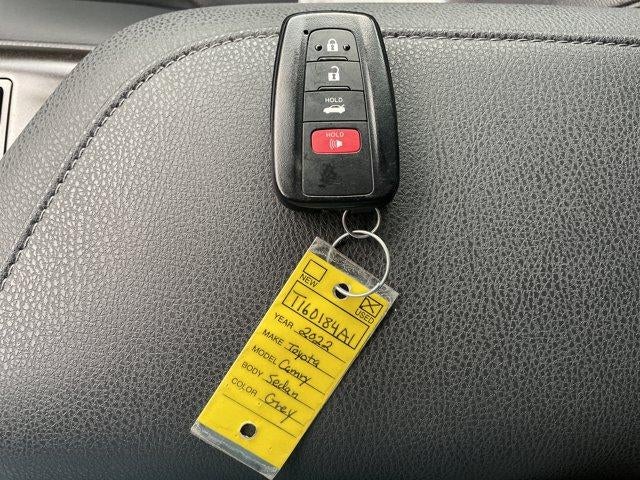 HOLD
HOLD
NEW
USED
T160184A1
YEAR 2022
MAKE Toyota
MODEL Camry
BODY Sedan
COLOR Grey